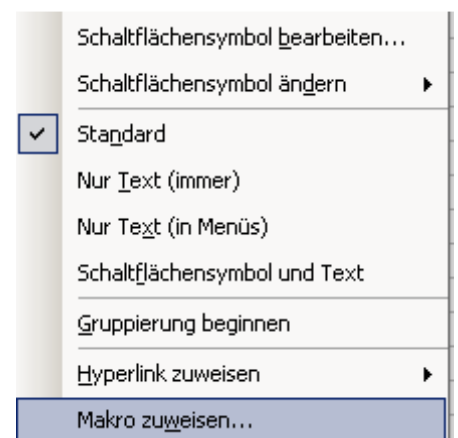 Schaltflächensymbol bearbeiten...
Schaltflächensymbol ändern
Standard
Nur Text (immer)
Nur Text (in Menüs)
Schaltflächensymbol und Text
Gruppierung beginnen
Hyperlink zuweisen
Makro zuweisen...